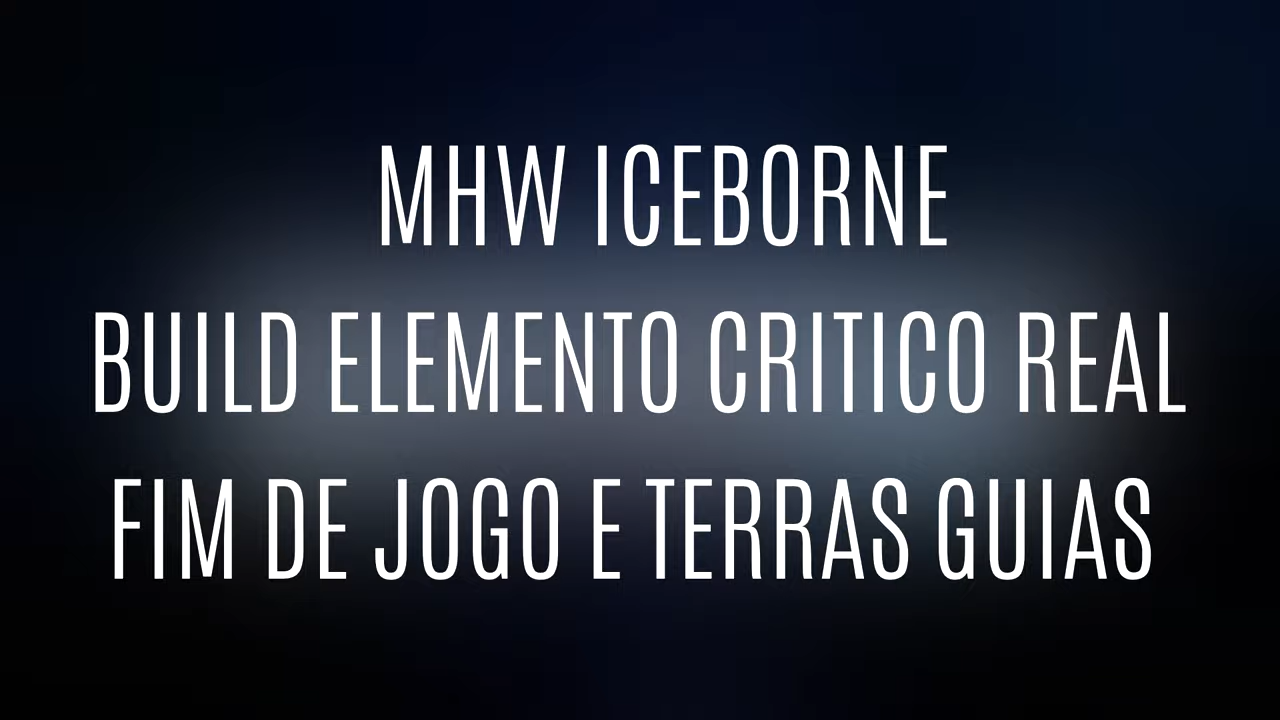 MHW ICEBORNE
BUILD ELEMENTO CRITICO REAL
FIM DE JOGO E TERRAS GUIAS